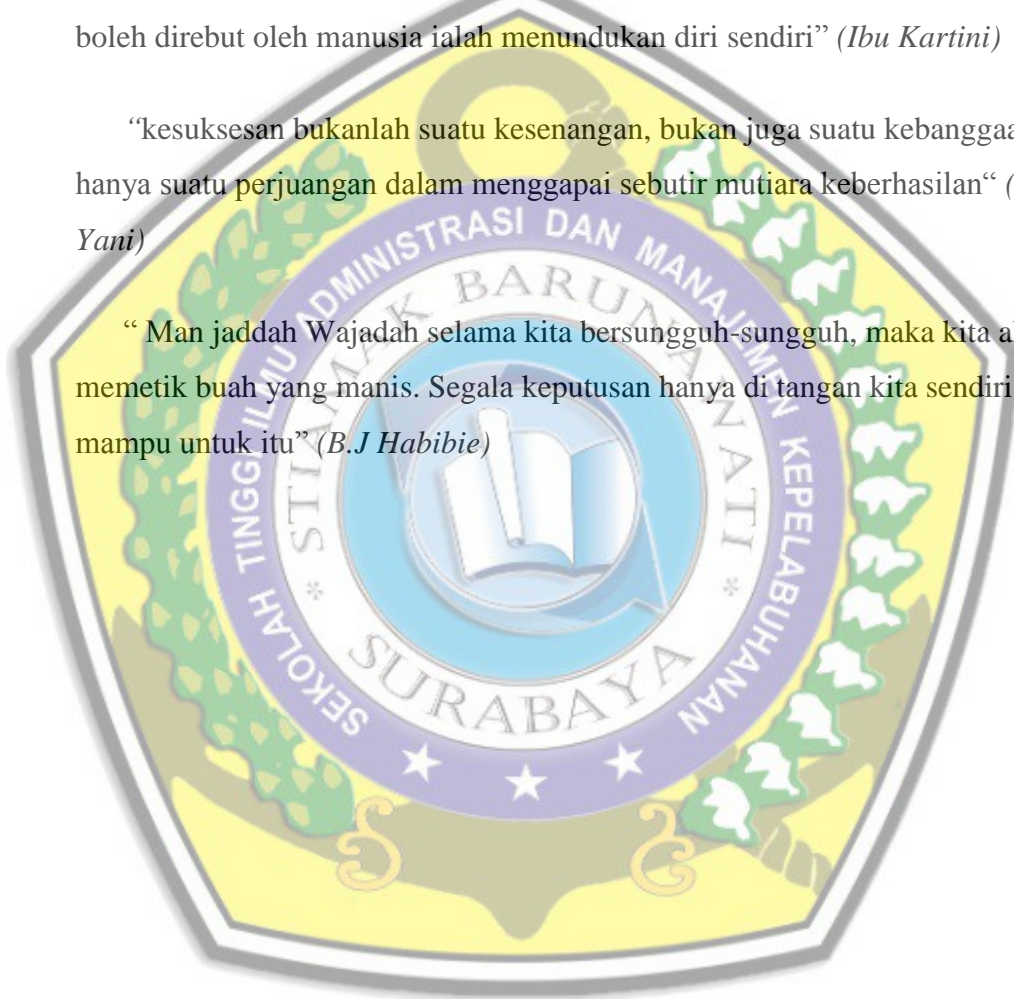 boleh direbut oleh manusia ialah menundukan diri sendiri” (Ibu Kartini)
“kesuksesan bukanlah suatu kesenangan, bukan juga suatu
hanya suatu perjuangan dalam menggapai sebutir mutiara keberhasilan“ (
Yani)
“ Man jaddah Wajadah selama kita bersungguh-sungguh, maka kita
memetik buah yang manis. Segala keputusan hanya di tangan kita sendiri
mampu untuk itu” (B.J Habibie)
SEKOLAH TINGGI ILMU ADMINISTRASI DAN MANAJEMEN KEPELABUHANAN
STIAMAK BARUNAWATI
* SURABAYA *